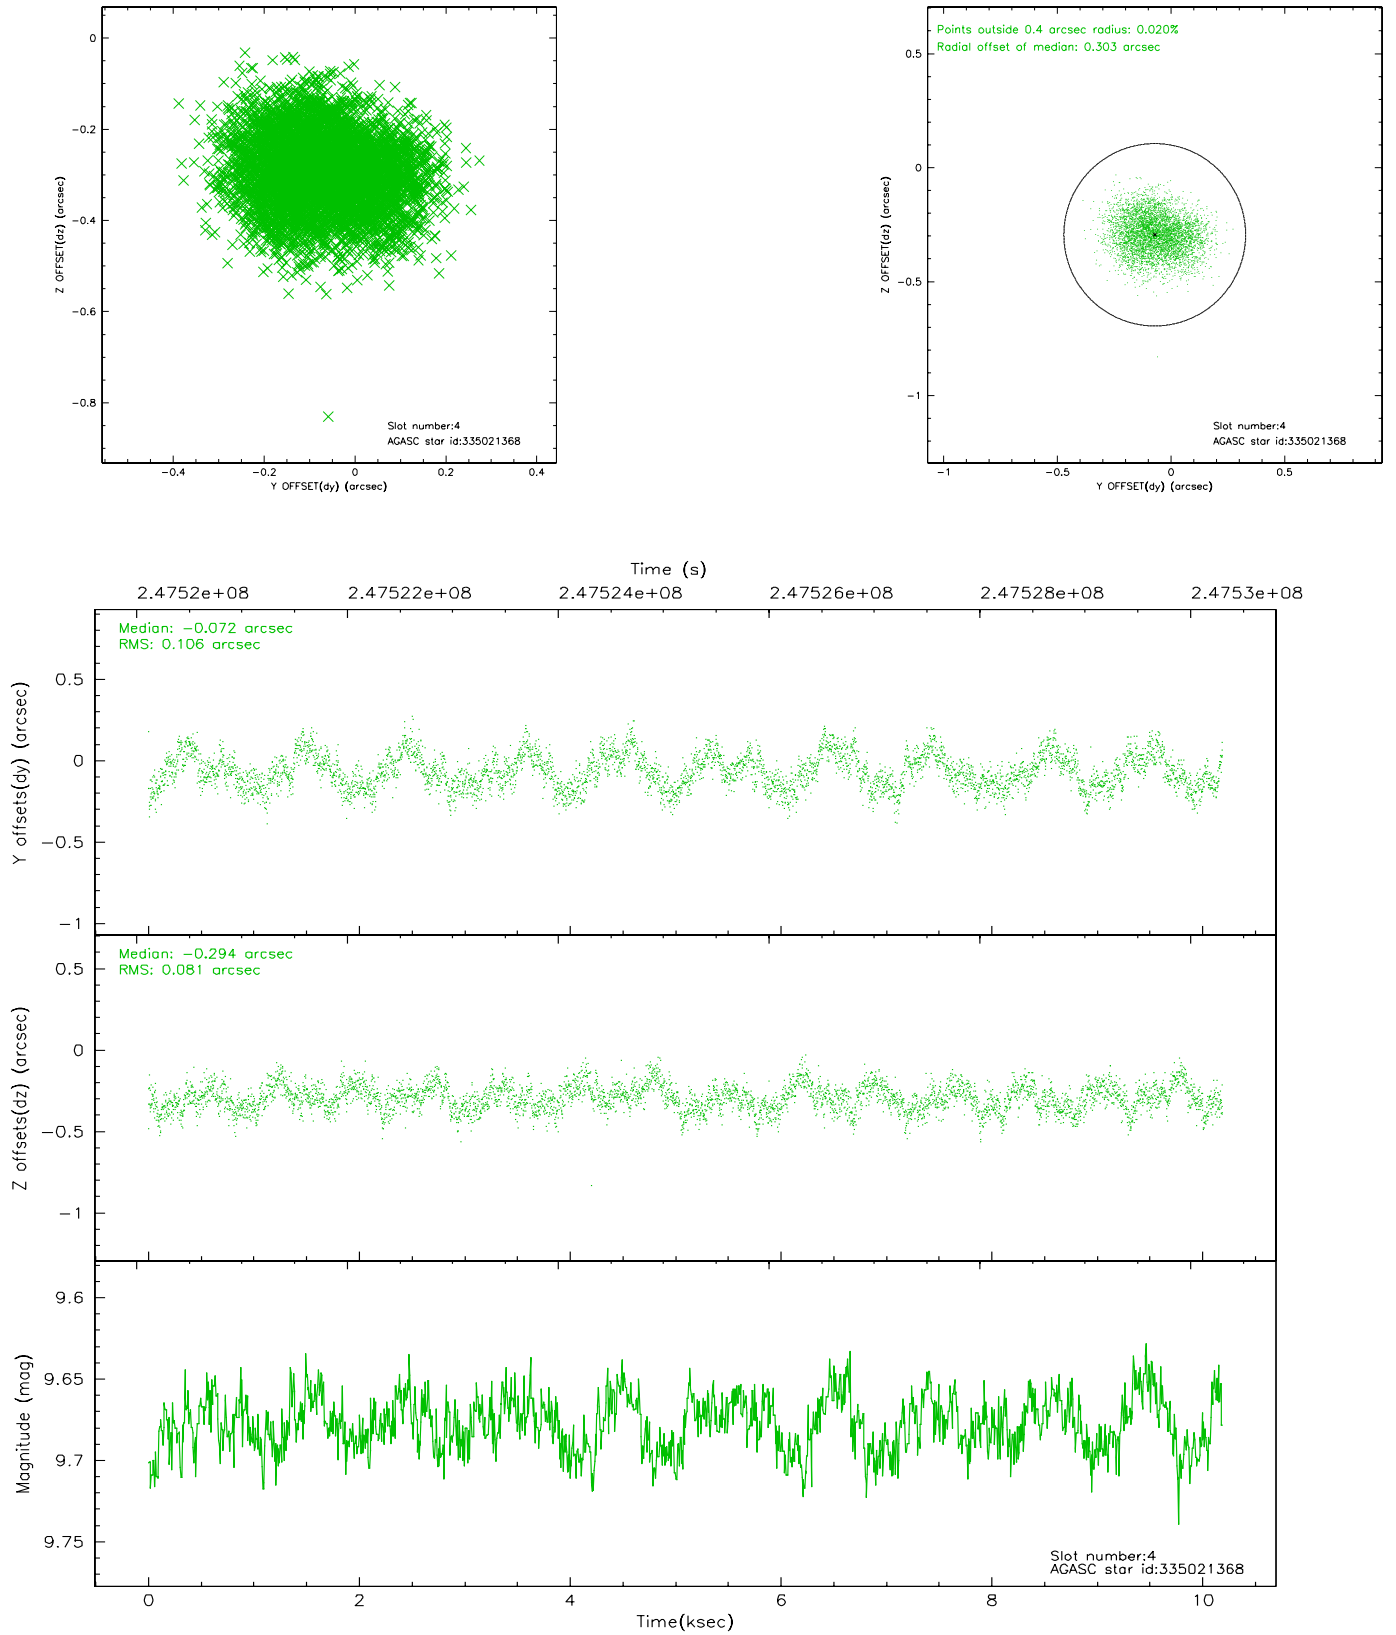 0
-0.2
-0.4
-0.6
-0.8
Z OFFSET(dz) (arcsec)
Slot number:4
AGASC star id:335021368
-0.4 -0.2 0 0.2 0.4
Y OFFSET(dy) (arcsec)
Points outside 0.4 arcsec radius: 0.020%
Radial offset of median: 0.303 arcsec
0.5
0
-0.5
-1
Z OFFSET(dz) (arcsec)
Slot number:4
AGASC star id:335021368
-1 -0.5 0 0.5
Y OFFSET(dy) (arcsec)
Time (s)
2.4752e+08 2.47522e+08 2.47524e+08 2.47526e+08 2.47528e+08 2.4753e+08
Median: -0.072 arcsec
RMS: 0.106 arcsec
0.5
0
-0.5
-1
Y offsets(dy) (arcsec)
Median: -0.294 arcsec
RMS: 0.081 arcsec
0.5
0
-0.5
-1
Z offsets(dz) (arcsec)
9.6
9.65
9.7
9.75
Magnitude (mag)
Slot number:4
AGASC star id:335021368
0 2 4 6 8 10
Time(ksec)